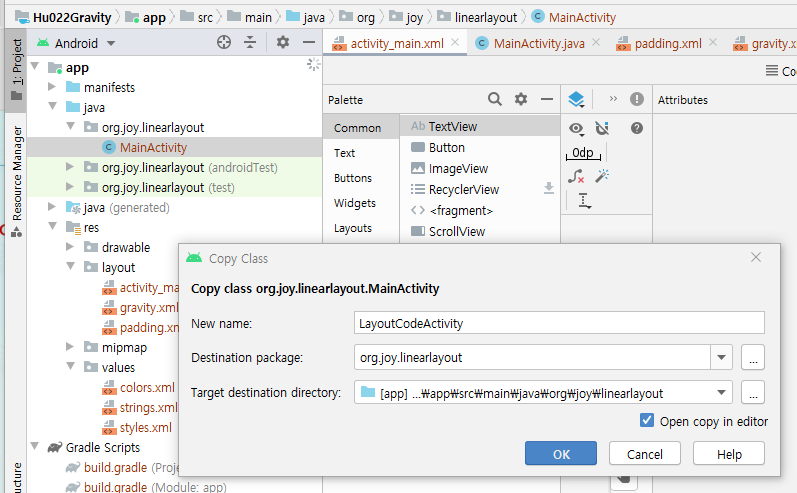 Hu022Gravity app src main java org joy linearlayout MainActivity
1: Project
Resource Manager
Android
app
manifests
java
org.joy.linearlayout
MainActivity
org.joy.linearlayout (androidTest)
org.joy.linearlayout (test)
java (generated)
res
drawable
layout
activity_ma
gravity.xml
padding.xm
mipmap
values
colors.xml
strings.xml
styles.xml
Gradle Scripts
build.gradle (Proje
build.gradle (Module: app)
ucture
activity_main.xml MainActivity.java padding.xml gravity.x
Co
Palette
Common
Text
Buttons
Widgets
Layouts
Ab TextView
Button
ImageView
RecyclerView
<fragment>
ScrollView
0dp
Attributes
Copy Class
Copy class org.joy.linearlayout.MainActivity
New name: LayoutCodeActivity
Destination package: org.joy.linearlayout ...
Target destination directory: [app] ...₩app₩src₩main₩java₩org₩joy₩linearlayout ...
Open copy in editor
OK Cancel Help